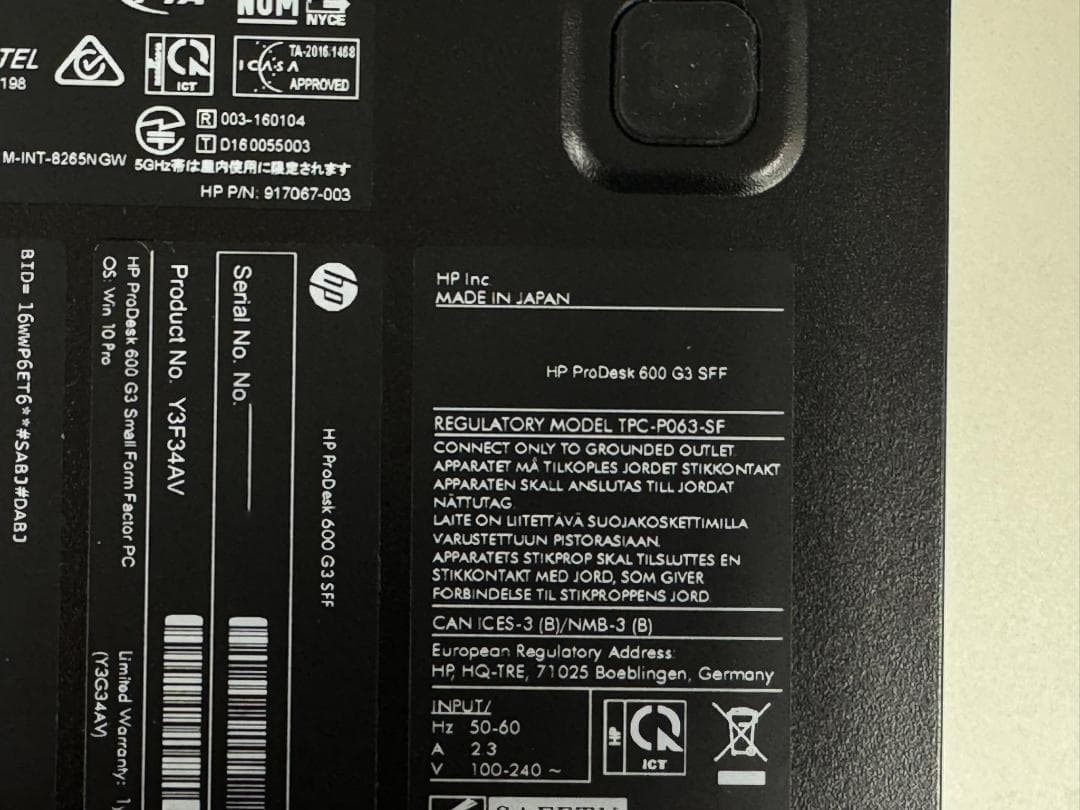 NOM
NYCE
TEL
198
ICT
TA-2016/1468
ICASA
APPROVED
R 003-160104
T D160055003
M-INT-8265NGW 5GHz帯は屋内使用に限定されます
HP P/N: 917067-003
BID= 16WWP6ET6**#SABJ#DABJ
HP ProDesk 600 G3 Small Form Factor PC
OS: Win 10 Pro
Limited Warranty: 1y
(Y3G34AV)
Product No. Y3F34AV
Serial No. No.
hp
HP ProDesk 600 G3 SFF
HP Inc
MADE IN JAPAN
HP ProDesk 600 G3 SFF
REGULATORY MODEL TPC-P063-SF
CONNECT ONLY TO GROUNDED OUTLET
APPARATET MÅ TILKOPLES JORDET STIKKONTAKT
APPARATEN SKALL ANSLUTAS TILL JORDAT
NÄTTUTAG
LAITE ON LIITETTÄVÄ SUOJAKOSKETTIMILLA
VARUSTETTUUN PISTORASIAAN.
APPARATETS STIKPROP SKAL TILSLUTTES EN
STIKKONTAKT MED JORD, SOM GIVER
FORBINDELSE TIL STIKPROPPENS JORD
CAN ICES-3 (B)/NMB-3 (B)
European Regulatory Address:
HP, HQ-TRE, 71025 Boeblingen, Germany
INPUT/
Hz 50-60
A 2.3
V 100-240 ~
HP
ICT